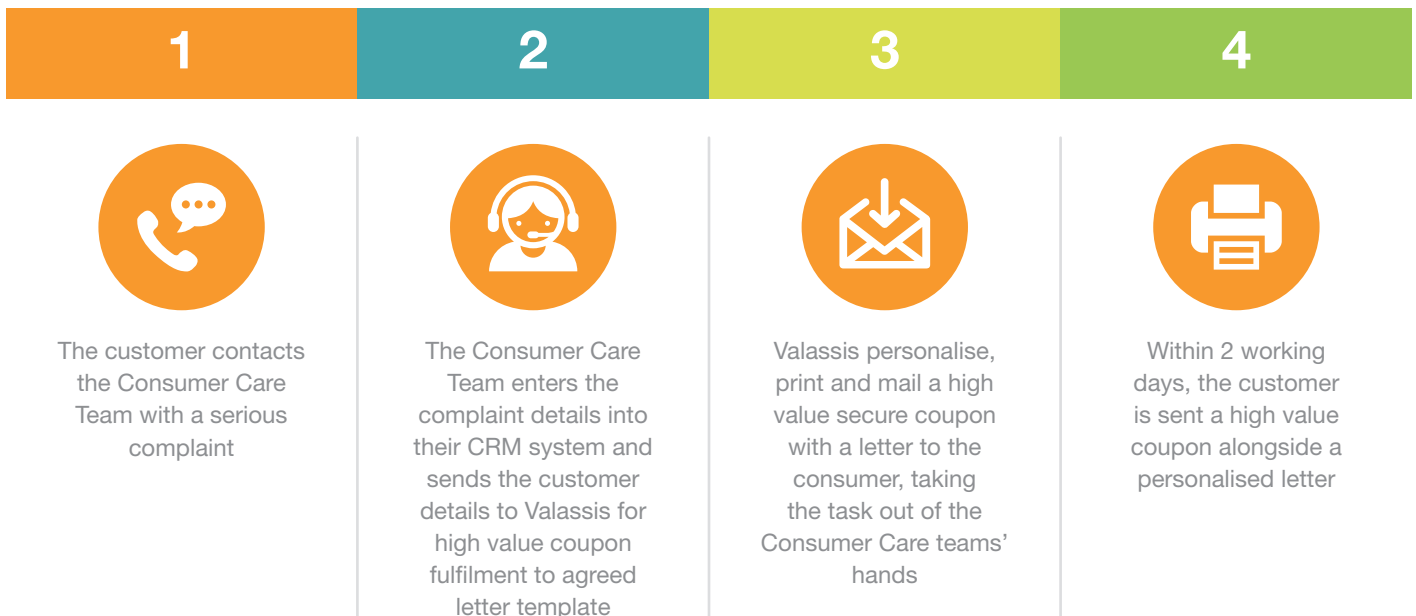 1
2
3
4
The customer contacts
the Consumer Care
Team with a serious
complaint
The Consumer Care
Team enters the
complaint details into
their CRM system and
sends the customer
details to Valassis for
high value coupon
fulfilment to agreed
letter template
Valassis personalise,
print and mail a high
value secure coupon
with a letter to the
consumer, taking
the task out of the
Consumer Care teams’
hands
Within 2 working
days, the customer
is sent a high value
coupon alongside a
personalised letter